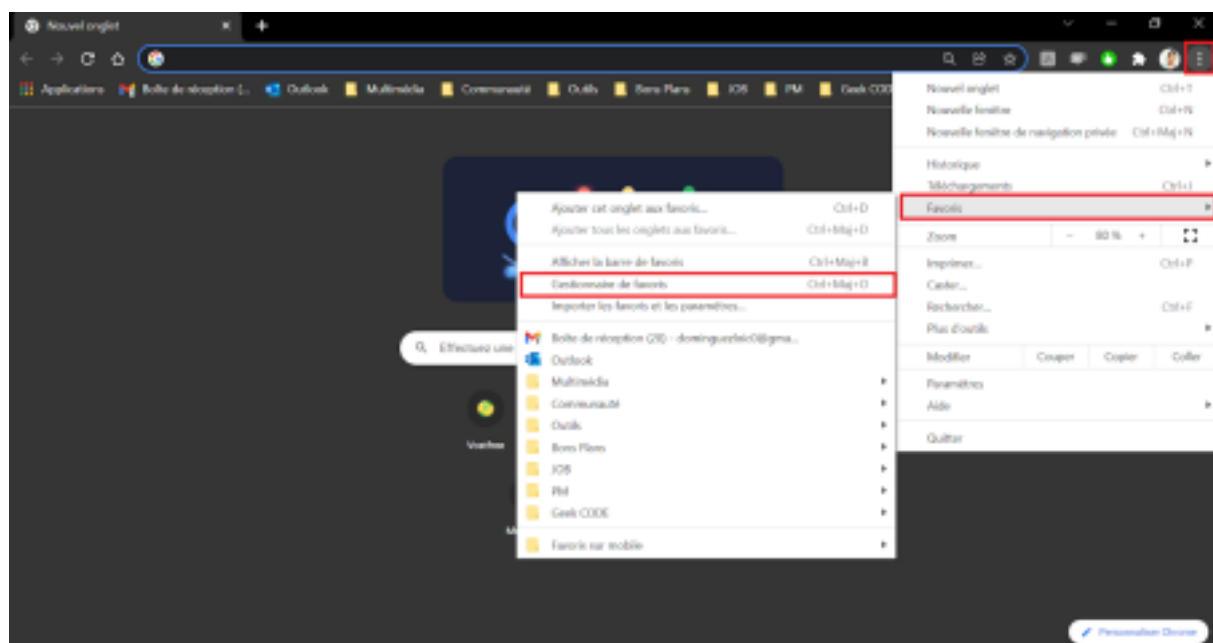 Nouvel onglet
Applications Boîte de réception (... Outlook Multimédia Communauté Outils Bons Plans JOB PM Geek CODE
Nouvel onglet Ctrl+T
Nouvelle fenêtre Ctrl+N
Nouvelle fenêtre de navigation privée Ctrl+Maj+N
Historique
Téléchargements Ctrl+J
Favoris
Zoom - 80 % +
Imprimer... Ctrl+P
Caster...
Rechercher... Ctrl+F
Plus d'outils
Modifier Couper Copier Coller
Paramètres
Aide
Quitter
Ajouter cet onglet aux favoris... Ctrl+D
Ajouter tous les onglets aux favoris... Ctrl+Maj+D
Afficher la barre de favoris Ctrl+Maj+B
Gestionnaire de favoris Ctrl+Maj+O
Importer les favoris et les paramètres...
Boîte de réception (28) -
Outlook
Multimédia
Communauté
Outils
Bons Plans
JOB
PM
Geek CODE
Favoris sur mobile
Effectuez une
Personnaliser Chrome